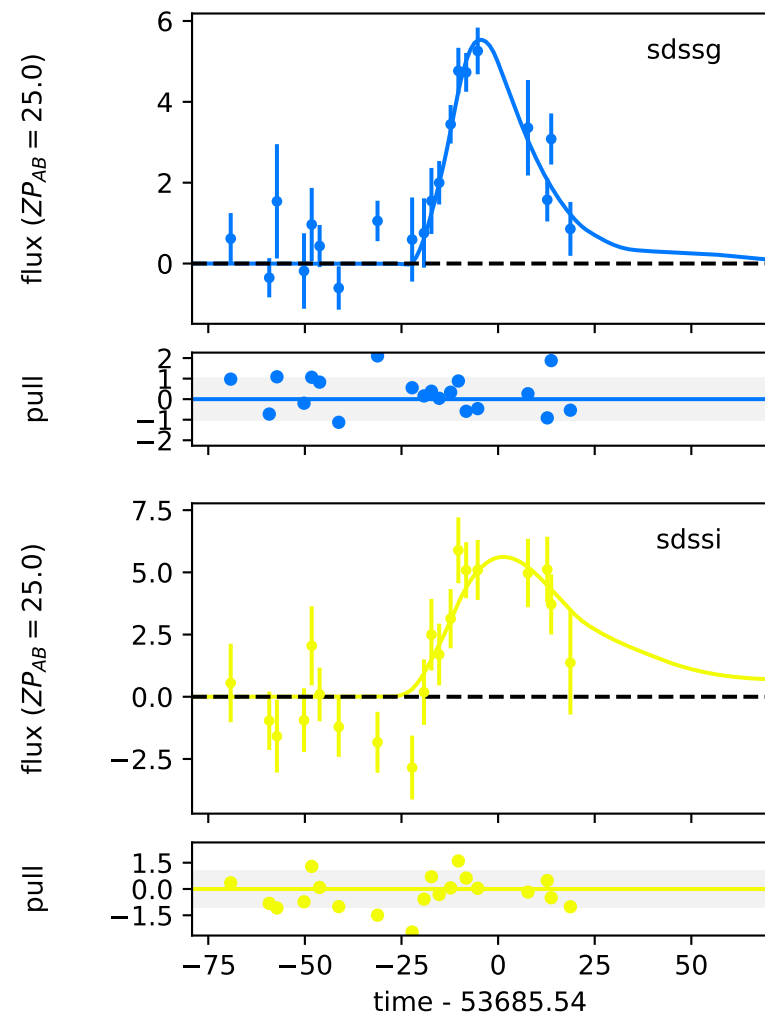 6
4
2
0
flux (ZP_AB = 25.0)
sdssg
2
1
0
−1
−2
pull
7.5
5.0
2.5
0.0
−2.5
flux (ZP_AB = 25.0)
sdssi
1.5
0.0
−1.5
pull
−75 −50 −25 0 25 50
time - 53685.54